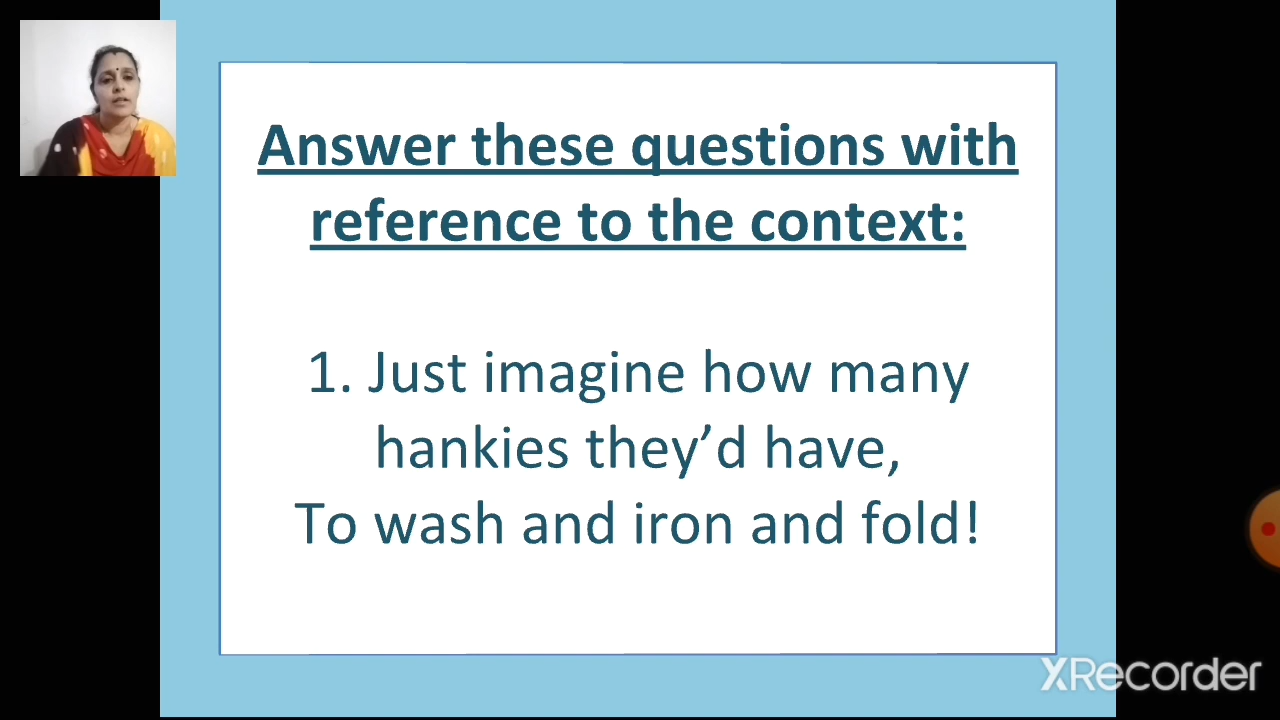 Answer these questions with
reference to the context:
1. Just imagine how many
hankies they’d have,
To wash and iron and fold!
XRecorder